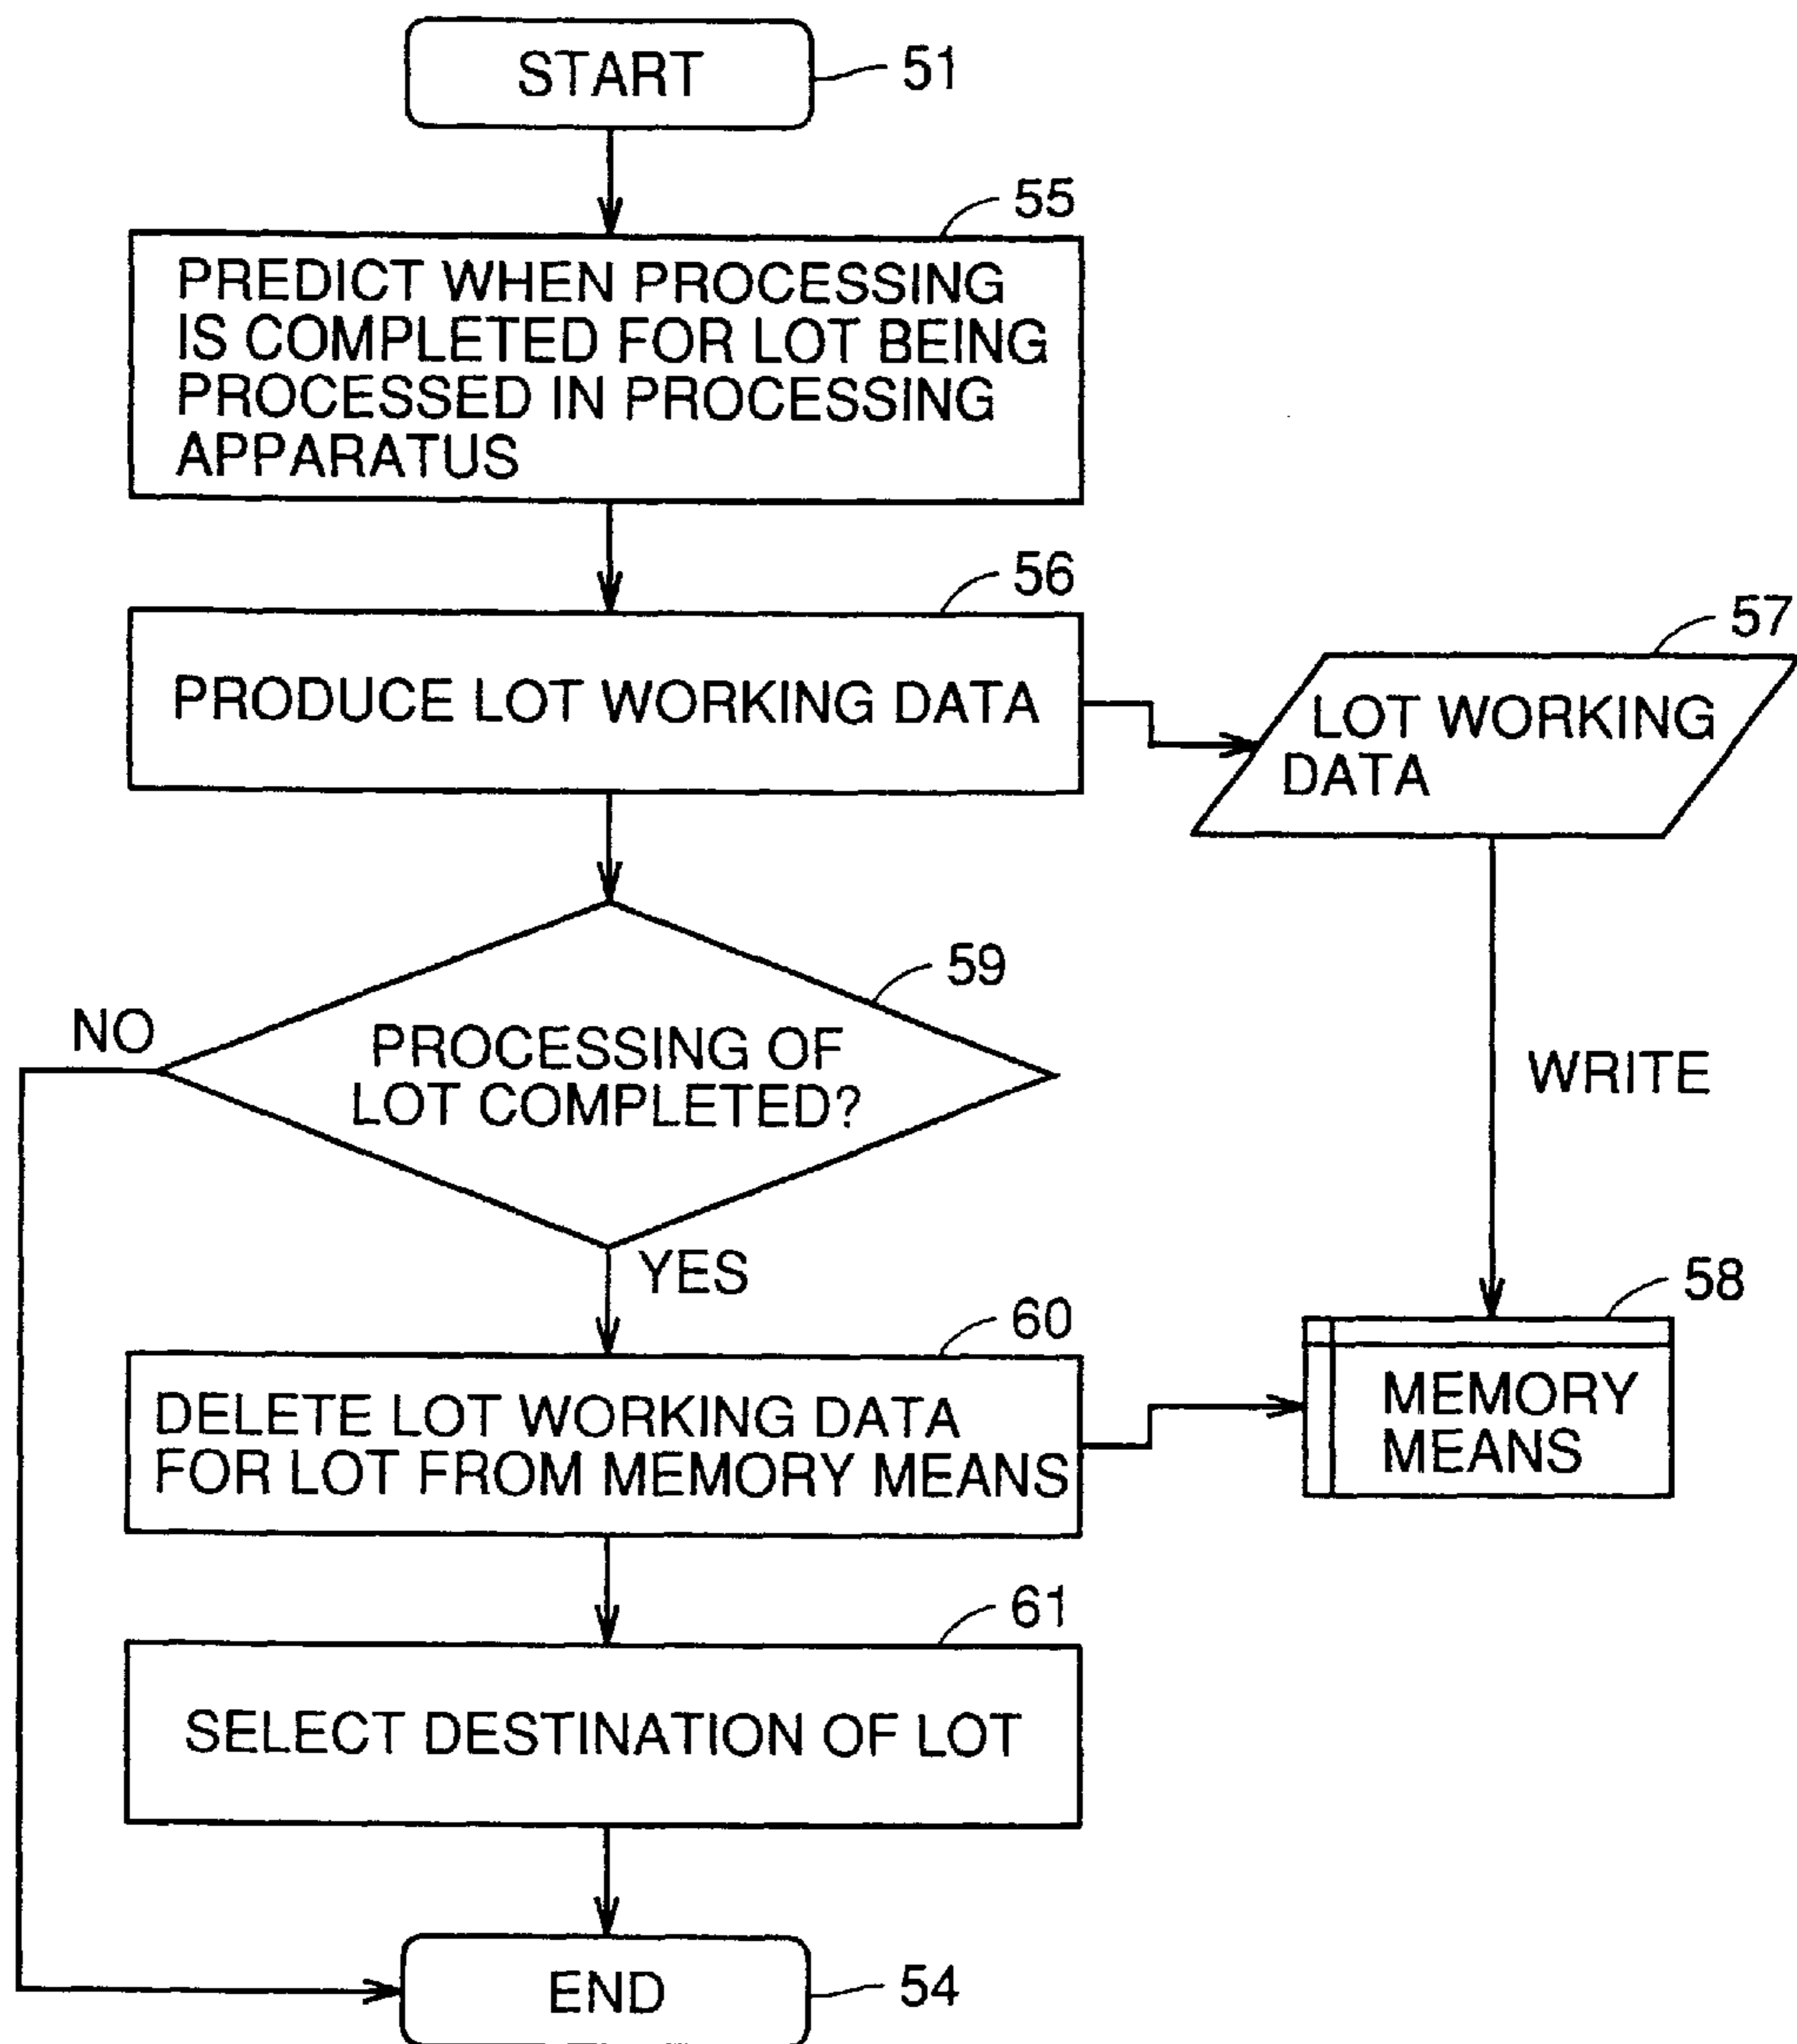 START
51
55
PREDICT WHEN PROCESSING
IS COMPLETED FOR LOT BEING
PROCESSED IN PROCESSING
APPARATUS
56
PRODUCE LOT WORKING DATA
57
LOT WORKING
DATA
59
NO
PROCESSING OF
LOT COMPLETED?
WRITE
YES
58
MEMORY
MEANS
60
DELETE LOT WORKING DATA
FOR LOT FROM MEMORY MEANS
61
SELECT DESTINATION OF LOT
END
54